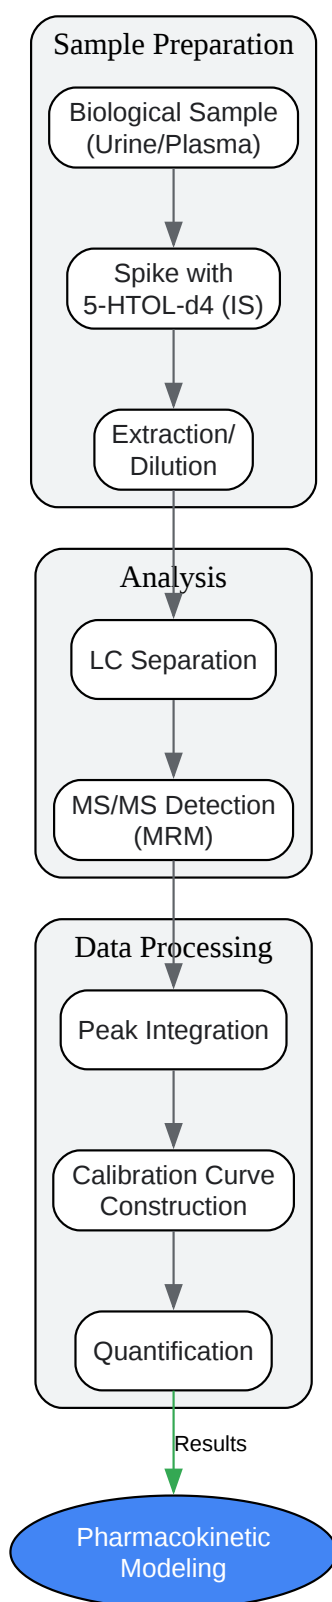 Sample Preparation
Biological Sample
(Urine/Plasma)
Spike with
5-HTOL-d4 (IS)
Extraction/
Dilution
Analysis
LC Separation
MS/MS Detection
(MRM)
Data Processing
Peak Integration
Calibration Curve
Construction
Quantification
Results
Pharmacokinetic
Modeling